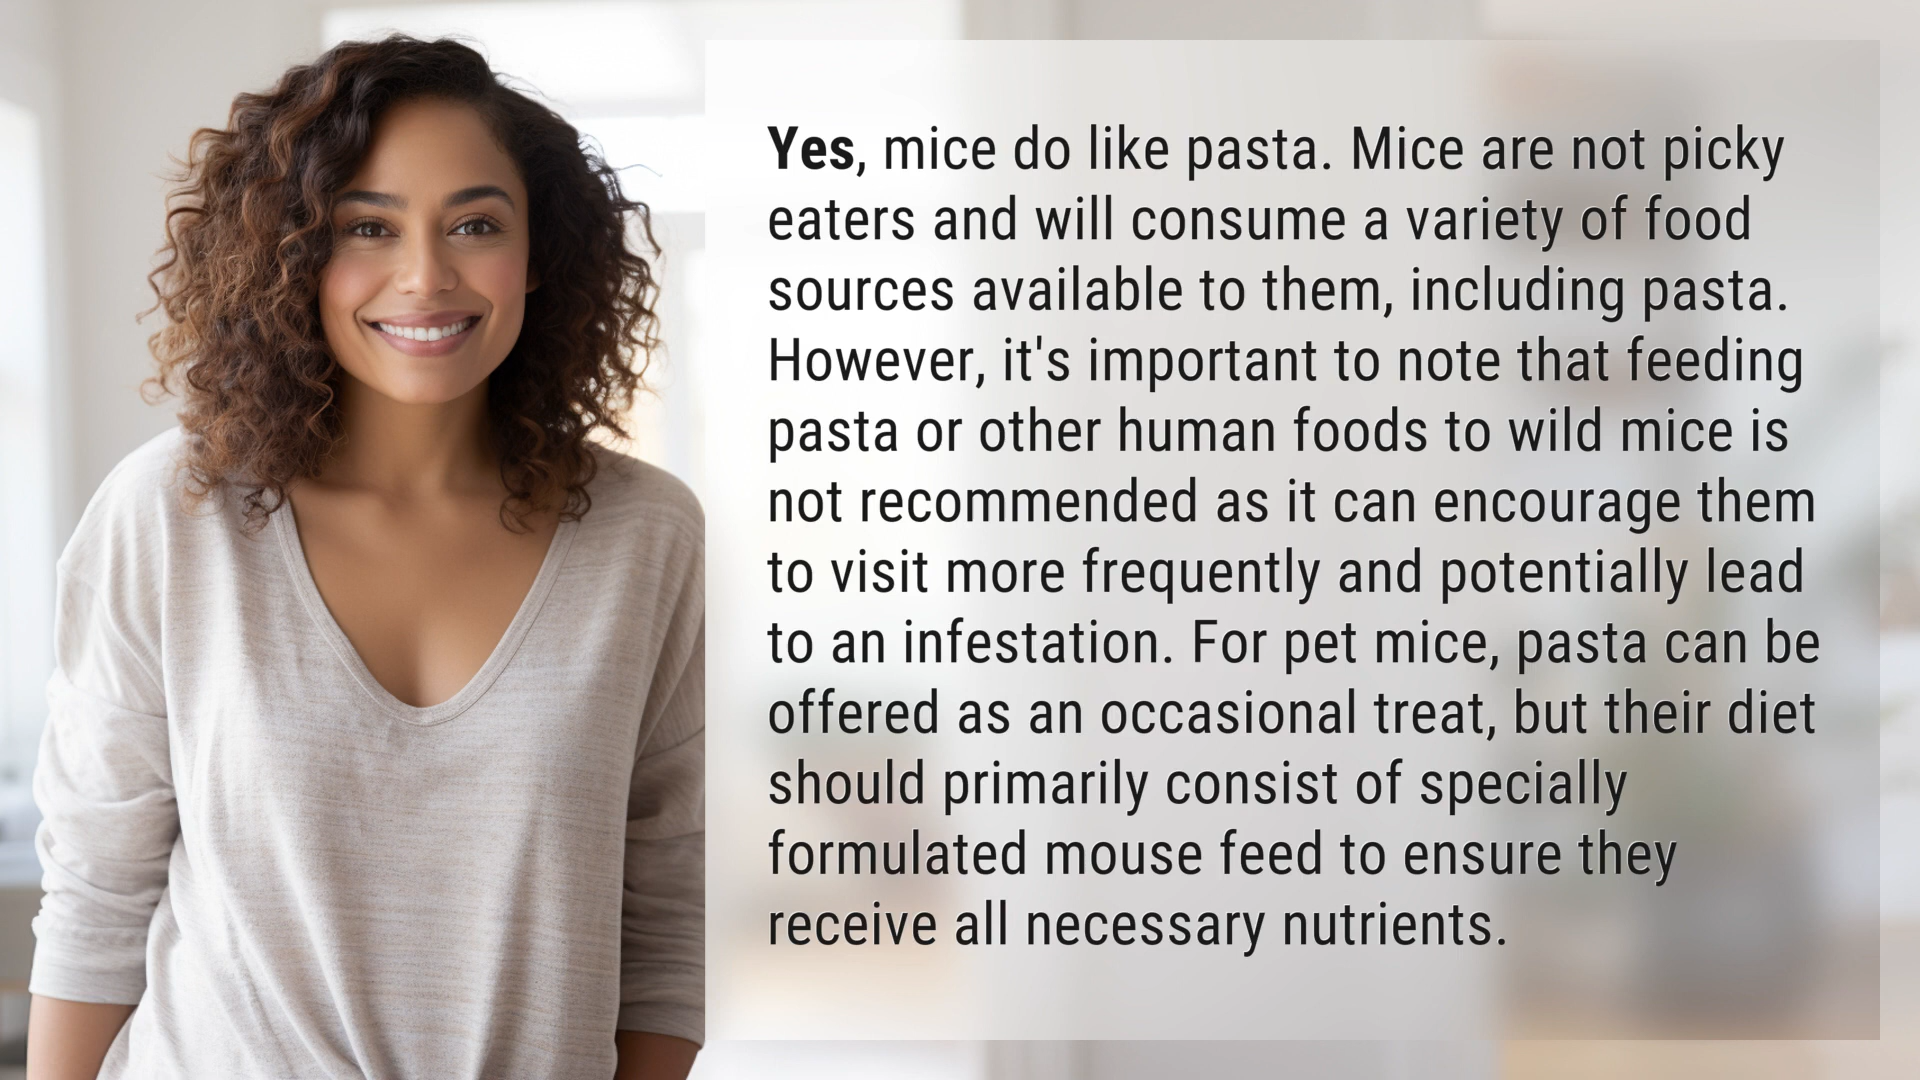 Yes, mice do like pasta. Mice are not picky
eaters and will consume a variety of food
sources available to them, including pasta.
However, it's important to note that feeding
pasta or other human foods to wild mice is
not recommended as it can encourage them
to visit more frequently and potentially lead
to an infestation. For pet mice, pasta can be
offered as an occasional treat, but their diet
should primarily consist of specially
formulated mouse feed to ensure they
receive all necessary nutrients.